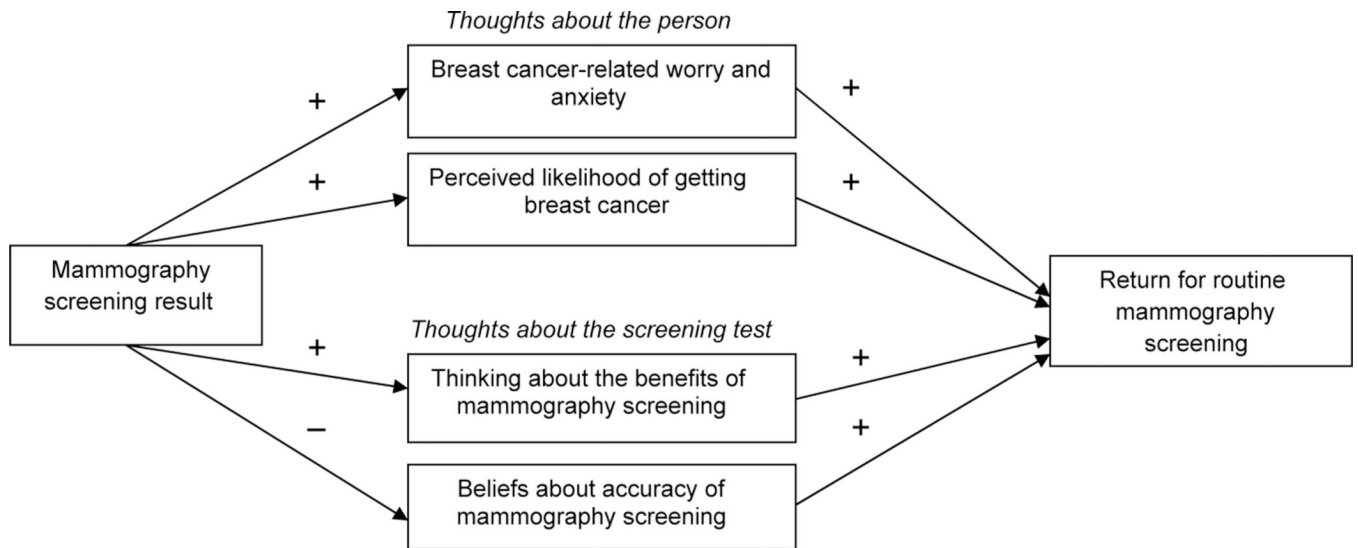 Thoughts about the person
Breast cancer-related worry and
anxiety
+
+
+
Perceived likelihood of getting
breast cancer
+
Mammography
screening result
Return for routine
mammography
screening
Thoughts about the screening test
+
Thinking about the benefits of
mammography screening
+
−
+
Beliefs about accuracy of
mammography screening